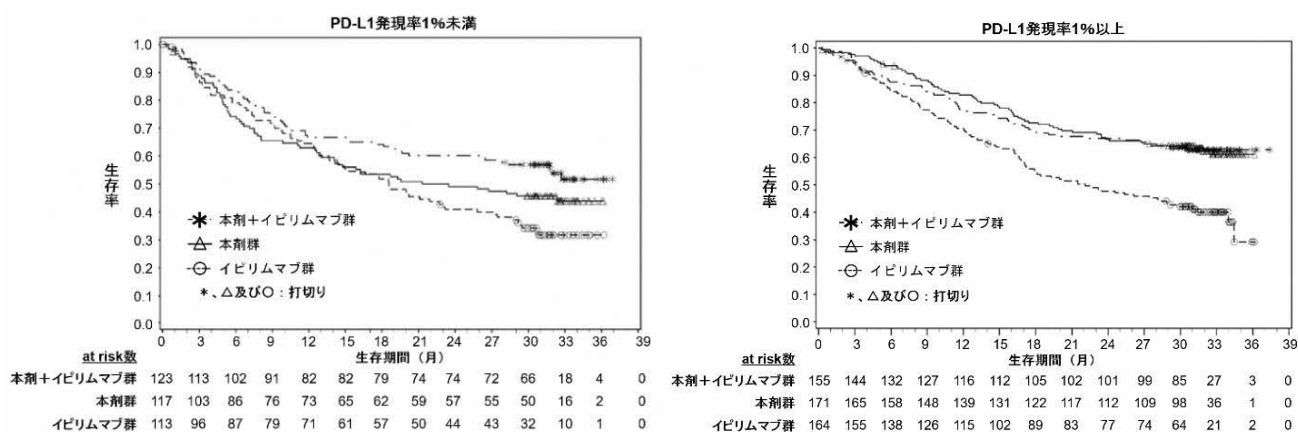 PD-L1発現率1%未満
1.0
0.9
0.8
0.7
0.6
0.5
0.4
0.3
0.2
0.1
0.0
生存率
本剤＋イピリムマブ群
本剤群
イピリムマブ群
*、△及び○：打切り
0 3 6 9 12 15 18 21 24 27 30 33 36 39
at risk数
生存期間（月）
本剤＋イピリムマブ群 123 113 102 91 82 82 79 74 74 72 66 18 4 0
本剤群 117 103 86 76 73 65 62 59 57 55 50 16 2 0
イピリムマブ群 113 96 87 79 71 61 57 50 44 43 32 10 1 0
PD-L1発現率1%以上
1.0
0.9
0.8
0.7
0.6
0.5
0.4
0.3
0.2
0.1
0.0
生存率
本剤＋イピリムマブ群
本剤群
イピリムマブ群
*、△及び○：打切り
0 3 6 9 12 15 18 21 24 27 30 33 36 39
at risk数
生存期間（月）
本剤＋イピリムマブ群 155 144 132 127 116 112 105 102 101 99 85 27 3 0
本剤群 171 165 158 148 139 131 122 117 112 109 98 36 1 0
イピリムマブ群 164 155 138 126 115 102 89 83 77 74 64 21 2 0